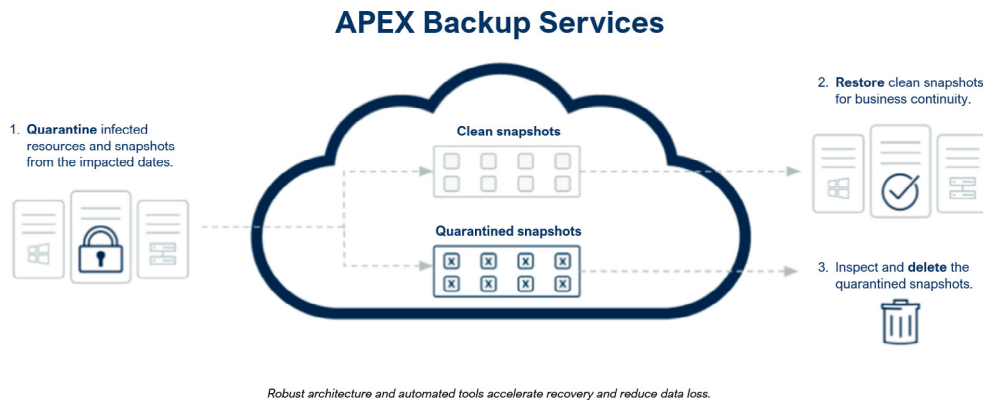 APEX Backup Services
1. Quarantine infected
resources and snapshots
from the impacted dates.
Clean snapshots
Quarantined snapshots
X X X X
X X X X
2. Restore clean snapshots
for business continuity.
3. Inspect and delete the
quarantined snapshots.
Robust architecture and automated tools accelerate recovery and reduce data loss.